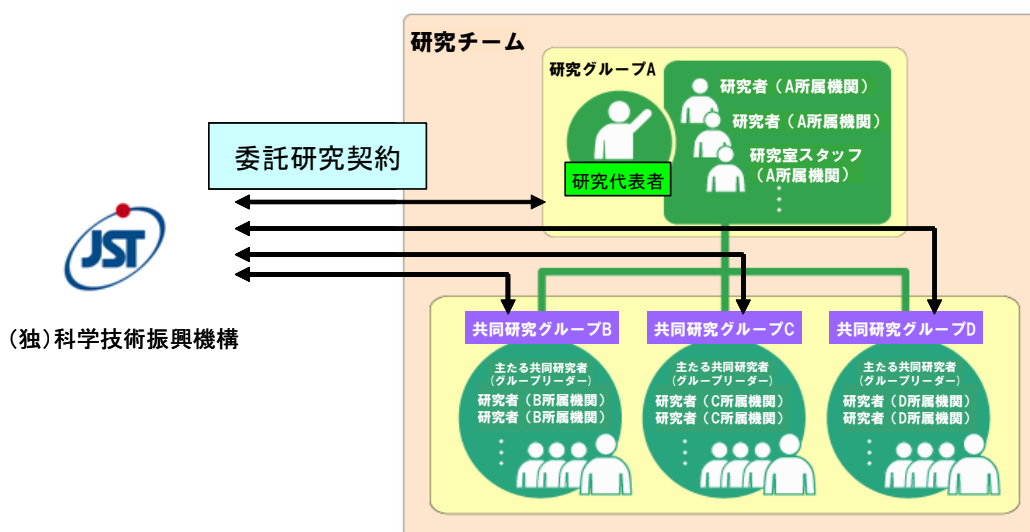 研究チーム
研究グループA
研究者（A所属機関）
研究者（A所属機関）
研究室スタッフ
（A所属機関）
⋮
研究代表者
委託研究契約
JST
（独）科学技術振興機構
共同研究グループB
主たる共同研究者
(グループリーダー)
研究者（B所属機関）
研究者（B所属機関）
⋮
共同研究グループC
主たる共同研究者
(グループリーダー)
研究者（C所属機関）
研究者（C所属機関）
⋮
共同研究グループD
主たる共同研究者
(グループリーダー)
研究者（D所属機関）
研究者（D所属機関）
⋮